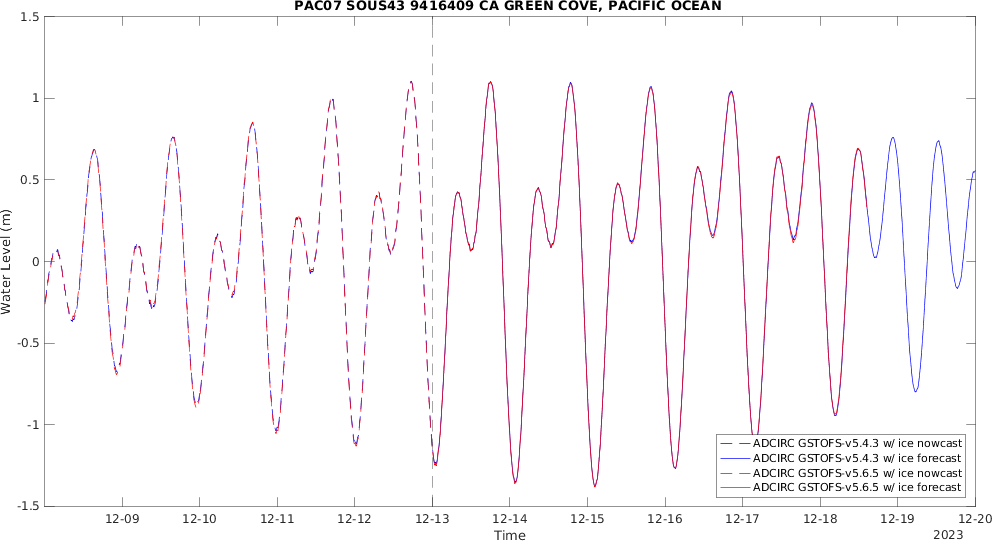 PAC07 SOUS43 9416409 CA GREEN COVE, PACIFIC OCEAN
1.5
1
0.5
0
-0.5
-1
-1.5
Water Level (m)
12-09 12-10 12-11 12-12 12-13 12-14 12-15 12-16 12-17 12-18 12-19 12-20
Time
2023
ADCIRC GSTOFS-v5.4.3 w/ ice nowcast
ADCIRC GSTOFS-v5.4.3 w/ ice forecast
ADCIRC GSTOFS-v5.6.5 w/ ice nowcast
ADCIRC GSTOFS-v5.6.5 w/ ice forecast